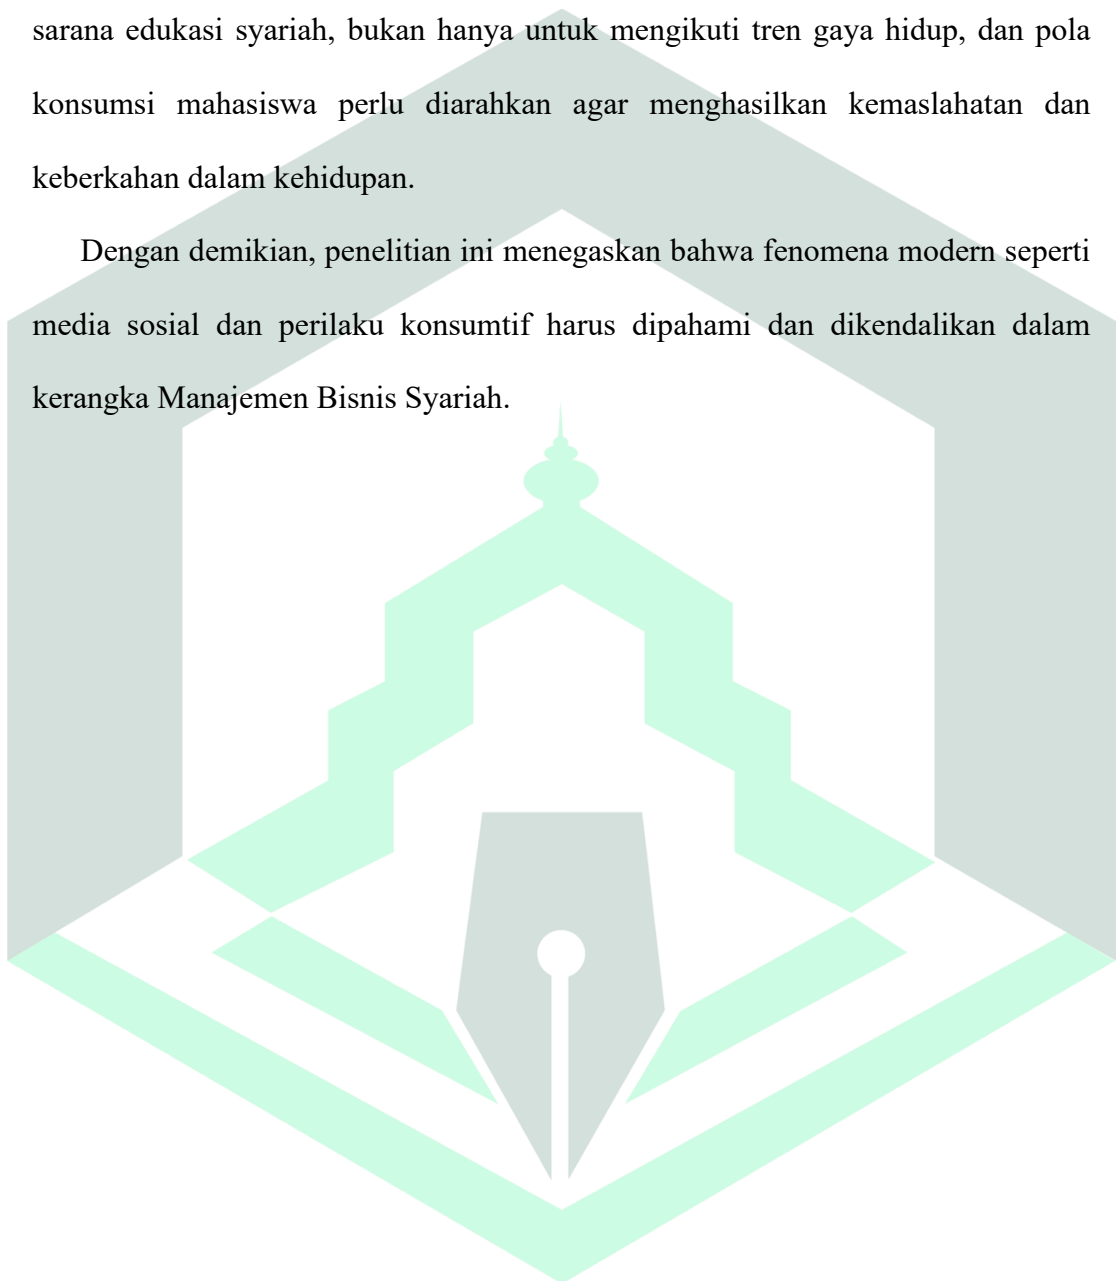 sarana edukasi syariah, bukan hanya untuk mengikuti tren gaya hidup, dan pola
konsumsi mahasiswa perlu diarahkan agar menghasilkan kemaslahatan dan
keberkahan dalam kehidupan.
Dengan demikian, penelitian ini menegaskan bahwa fenomena modern seperti
media sosial dan perilaku konsumtif harus dipahami dan dikendalikan dalam
kerangka Manajemen Bisnis Syariah.